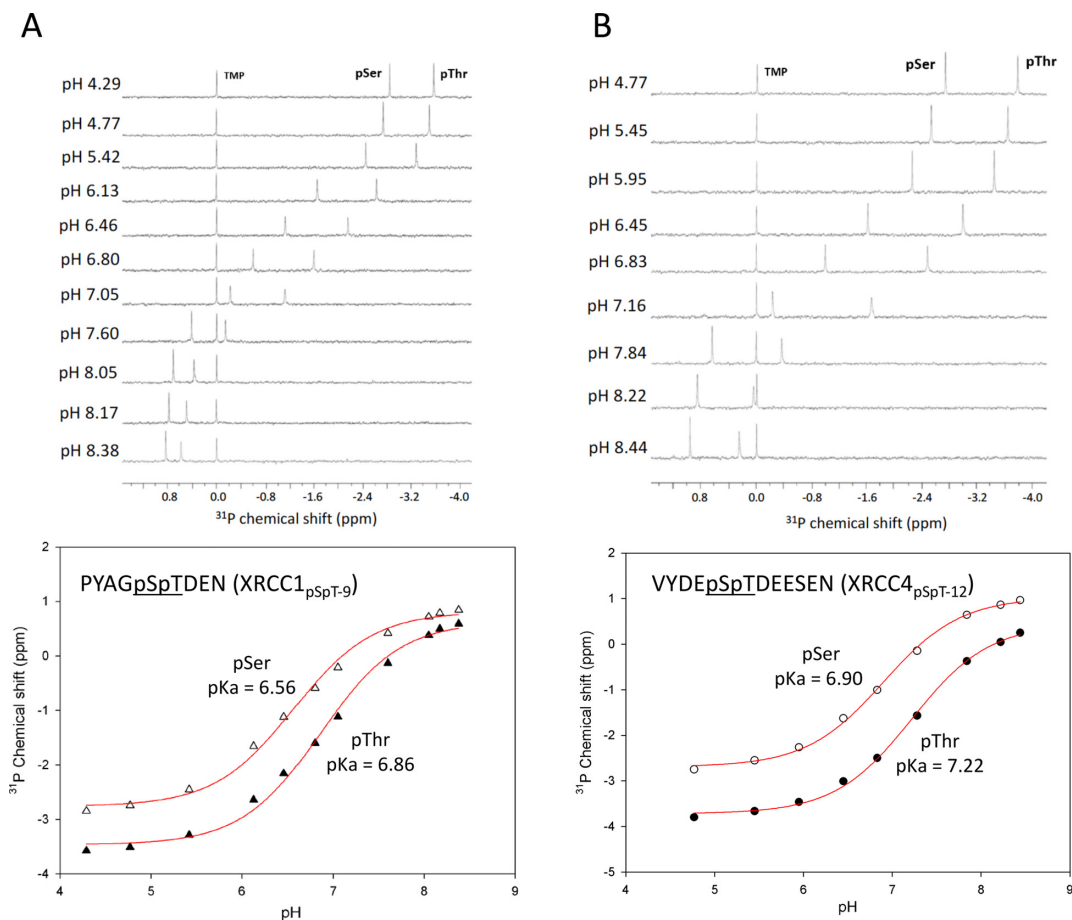 A
TMP pSer pThr
pH 4.29
pH 4.77
pH 5.42
pH 6.13
pH 6.46
pH 6.80
pH 7.05
pH 7.60
pH 8.05
pH 8.17
pH 8.38
0.8 0.0 -0.8 -1.6 -2.4 -3.2 -4.0
31P chemical shift (ppm)
B
TMP pSer pThr
pH 4.77
pH 5.45
pH 5.95
pH 6.45
pH 6.83
pH 7.16
pH 7.84
pH 8.22
pH 8.44
0.8 0.0 -0.8 -1.6 -2.4 -3.2 -4.0
31P chemical shift (ppm)
PYAGpSpTDEN (XRCC1pSpT-9)
31P Chemical shift (ppm)
2
1
0
-1
-2
-3
-4
pSer
pKa = 6.56
pThr
pKa = 6.86
4 5 6 7 8 9
pH
VYDEpSpTDEESEN (XRCC4pSpT-12)
31P Chemical shift (ppm)
2
1
0
-1
-2
-3
-4
-5
pSer
pKa = 6.90
pThr
pKa = 7.22
4 5 6 7 8 9
pH